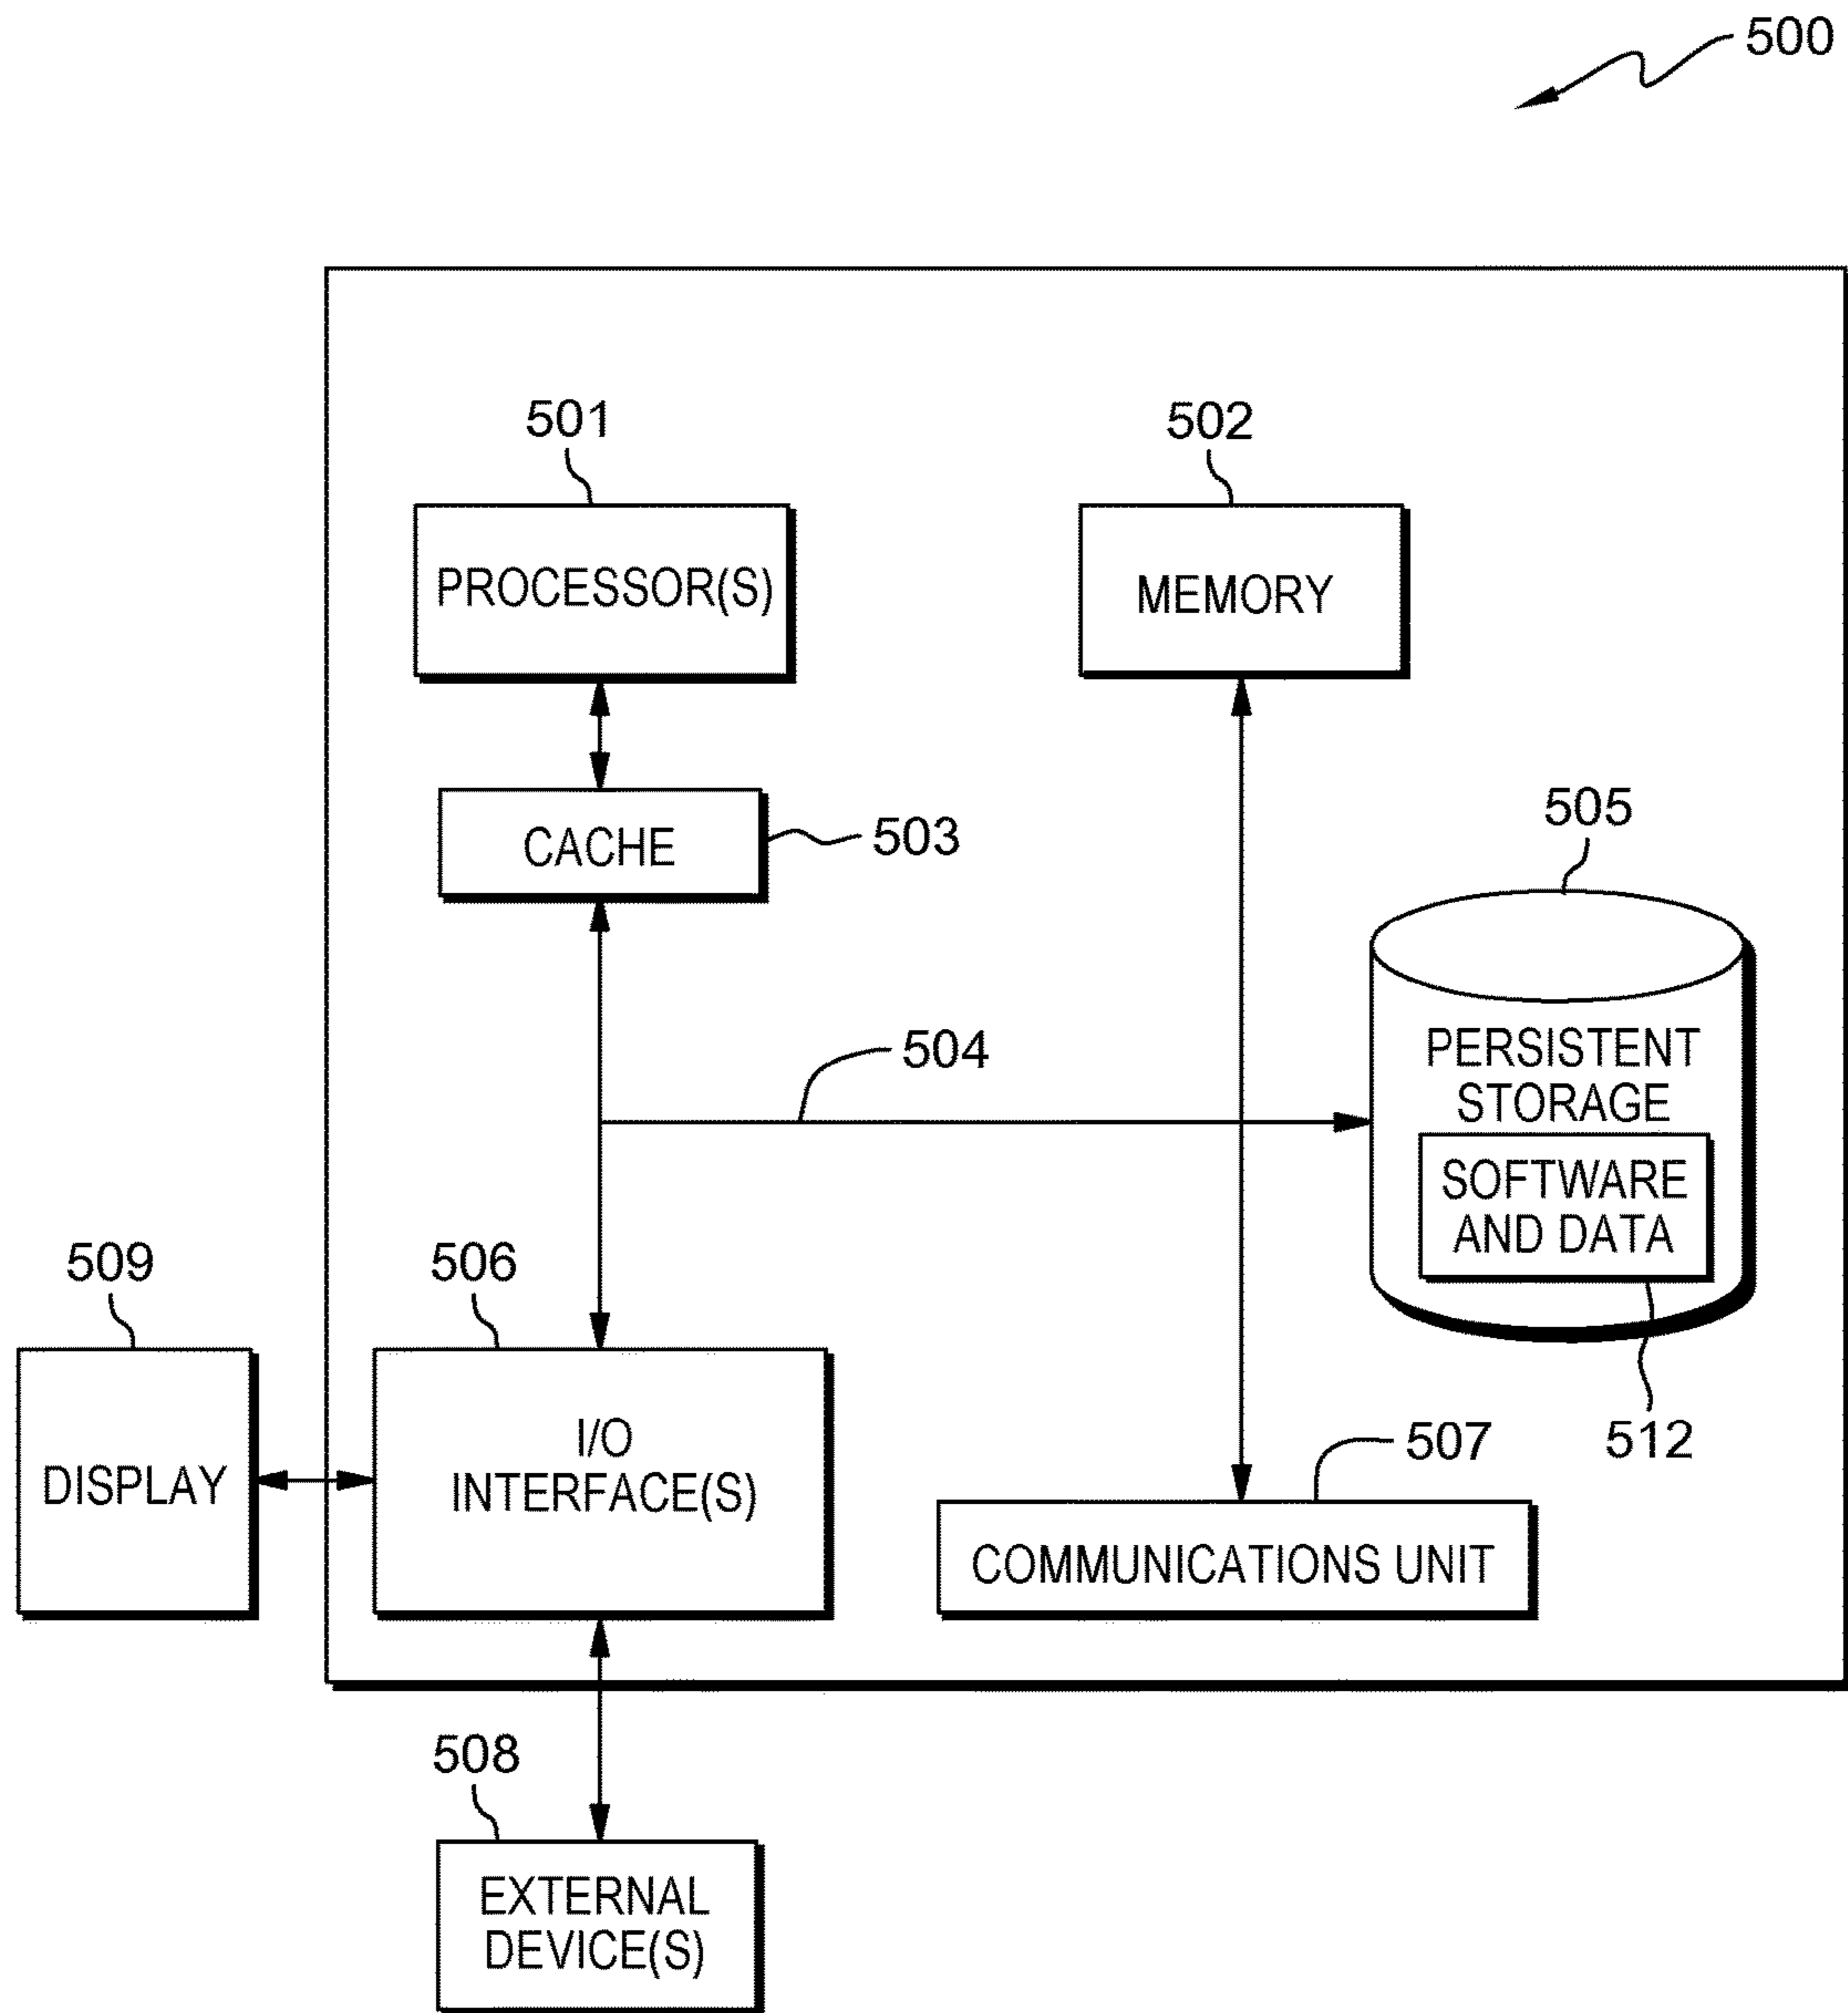 500
501
502
PROCESSOR(S)
MEMORY
CACHE
503
505
504
PERSISTENT
STORAGE
SOFTWARE
AND DATA
509
506
512
507
DISPLAY
I/O
INTERFACE(S)
COMMUNICATIONS UNIT
508
EXTERNAL
DEVICE(S)